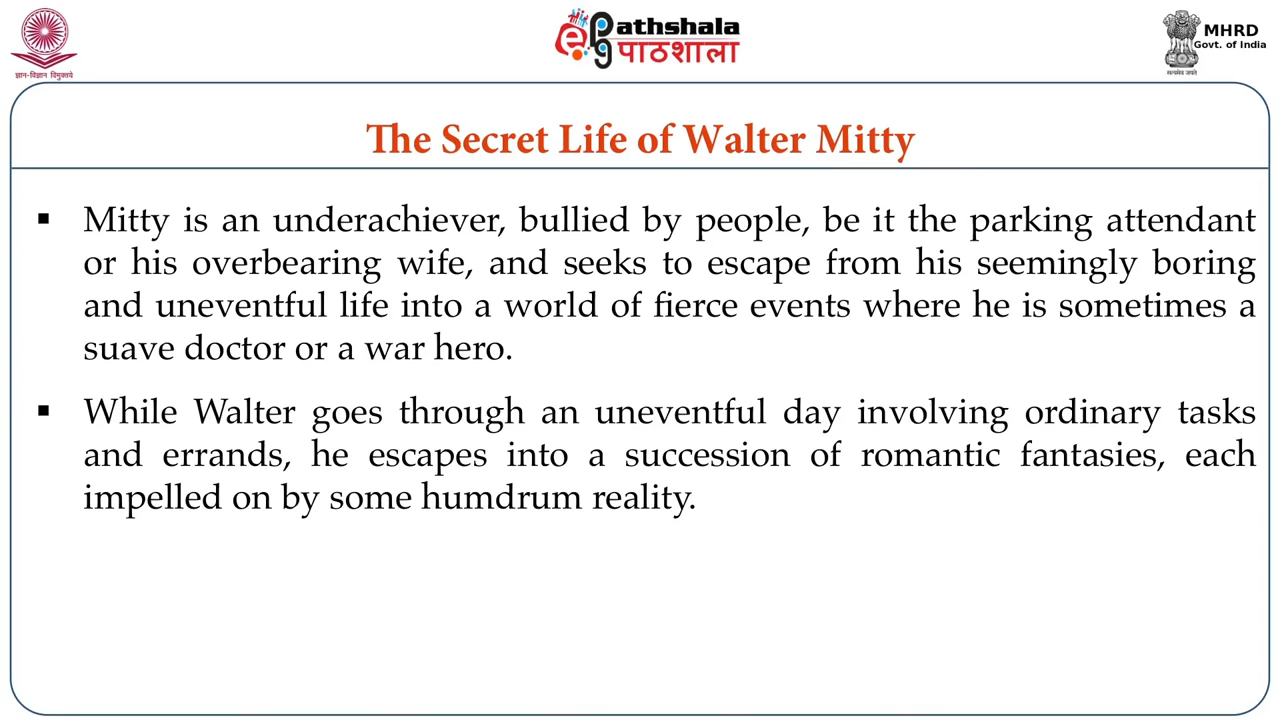 ज्ञान-विज्ञान विमुक्तये
ePathshala
पाठशाला
MHRD
Govt. of India
सत्यमेव जयते
The Secret Life of Walter Mitty
▪ Mitty is an underachiever, bullied by people, be it the parking attendant
or his overbearing wife, and seeks to escape from his seemingly boring
and uneventful life into a world of fierce events where he is sometimes a
suave doctor or a war hero.
▪ While Walter goes through an uneventful day involving ordinary tasks
and errands, he escapes into a succession of romantic fantasies, each
impelled on by some humdrum reality.